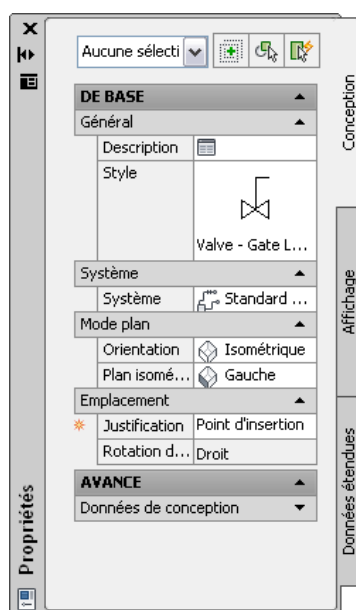 Aucune sélecti
DE BASE
Général
Description
Style
Valve - Gate L...
Système
Système Standard ...
Mode plan
Orientation Isométrique
Plan isomé... Gauche
Emplacement
Justification Point d'insertion
Rotation d... Droit
AVANCE
Données de conception
Conception
Affichage
Données étendues
Propriétés